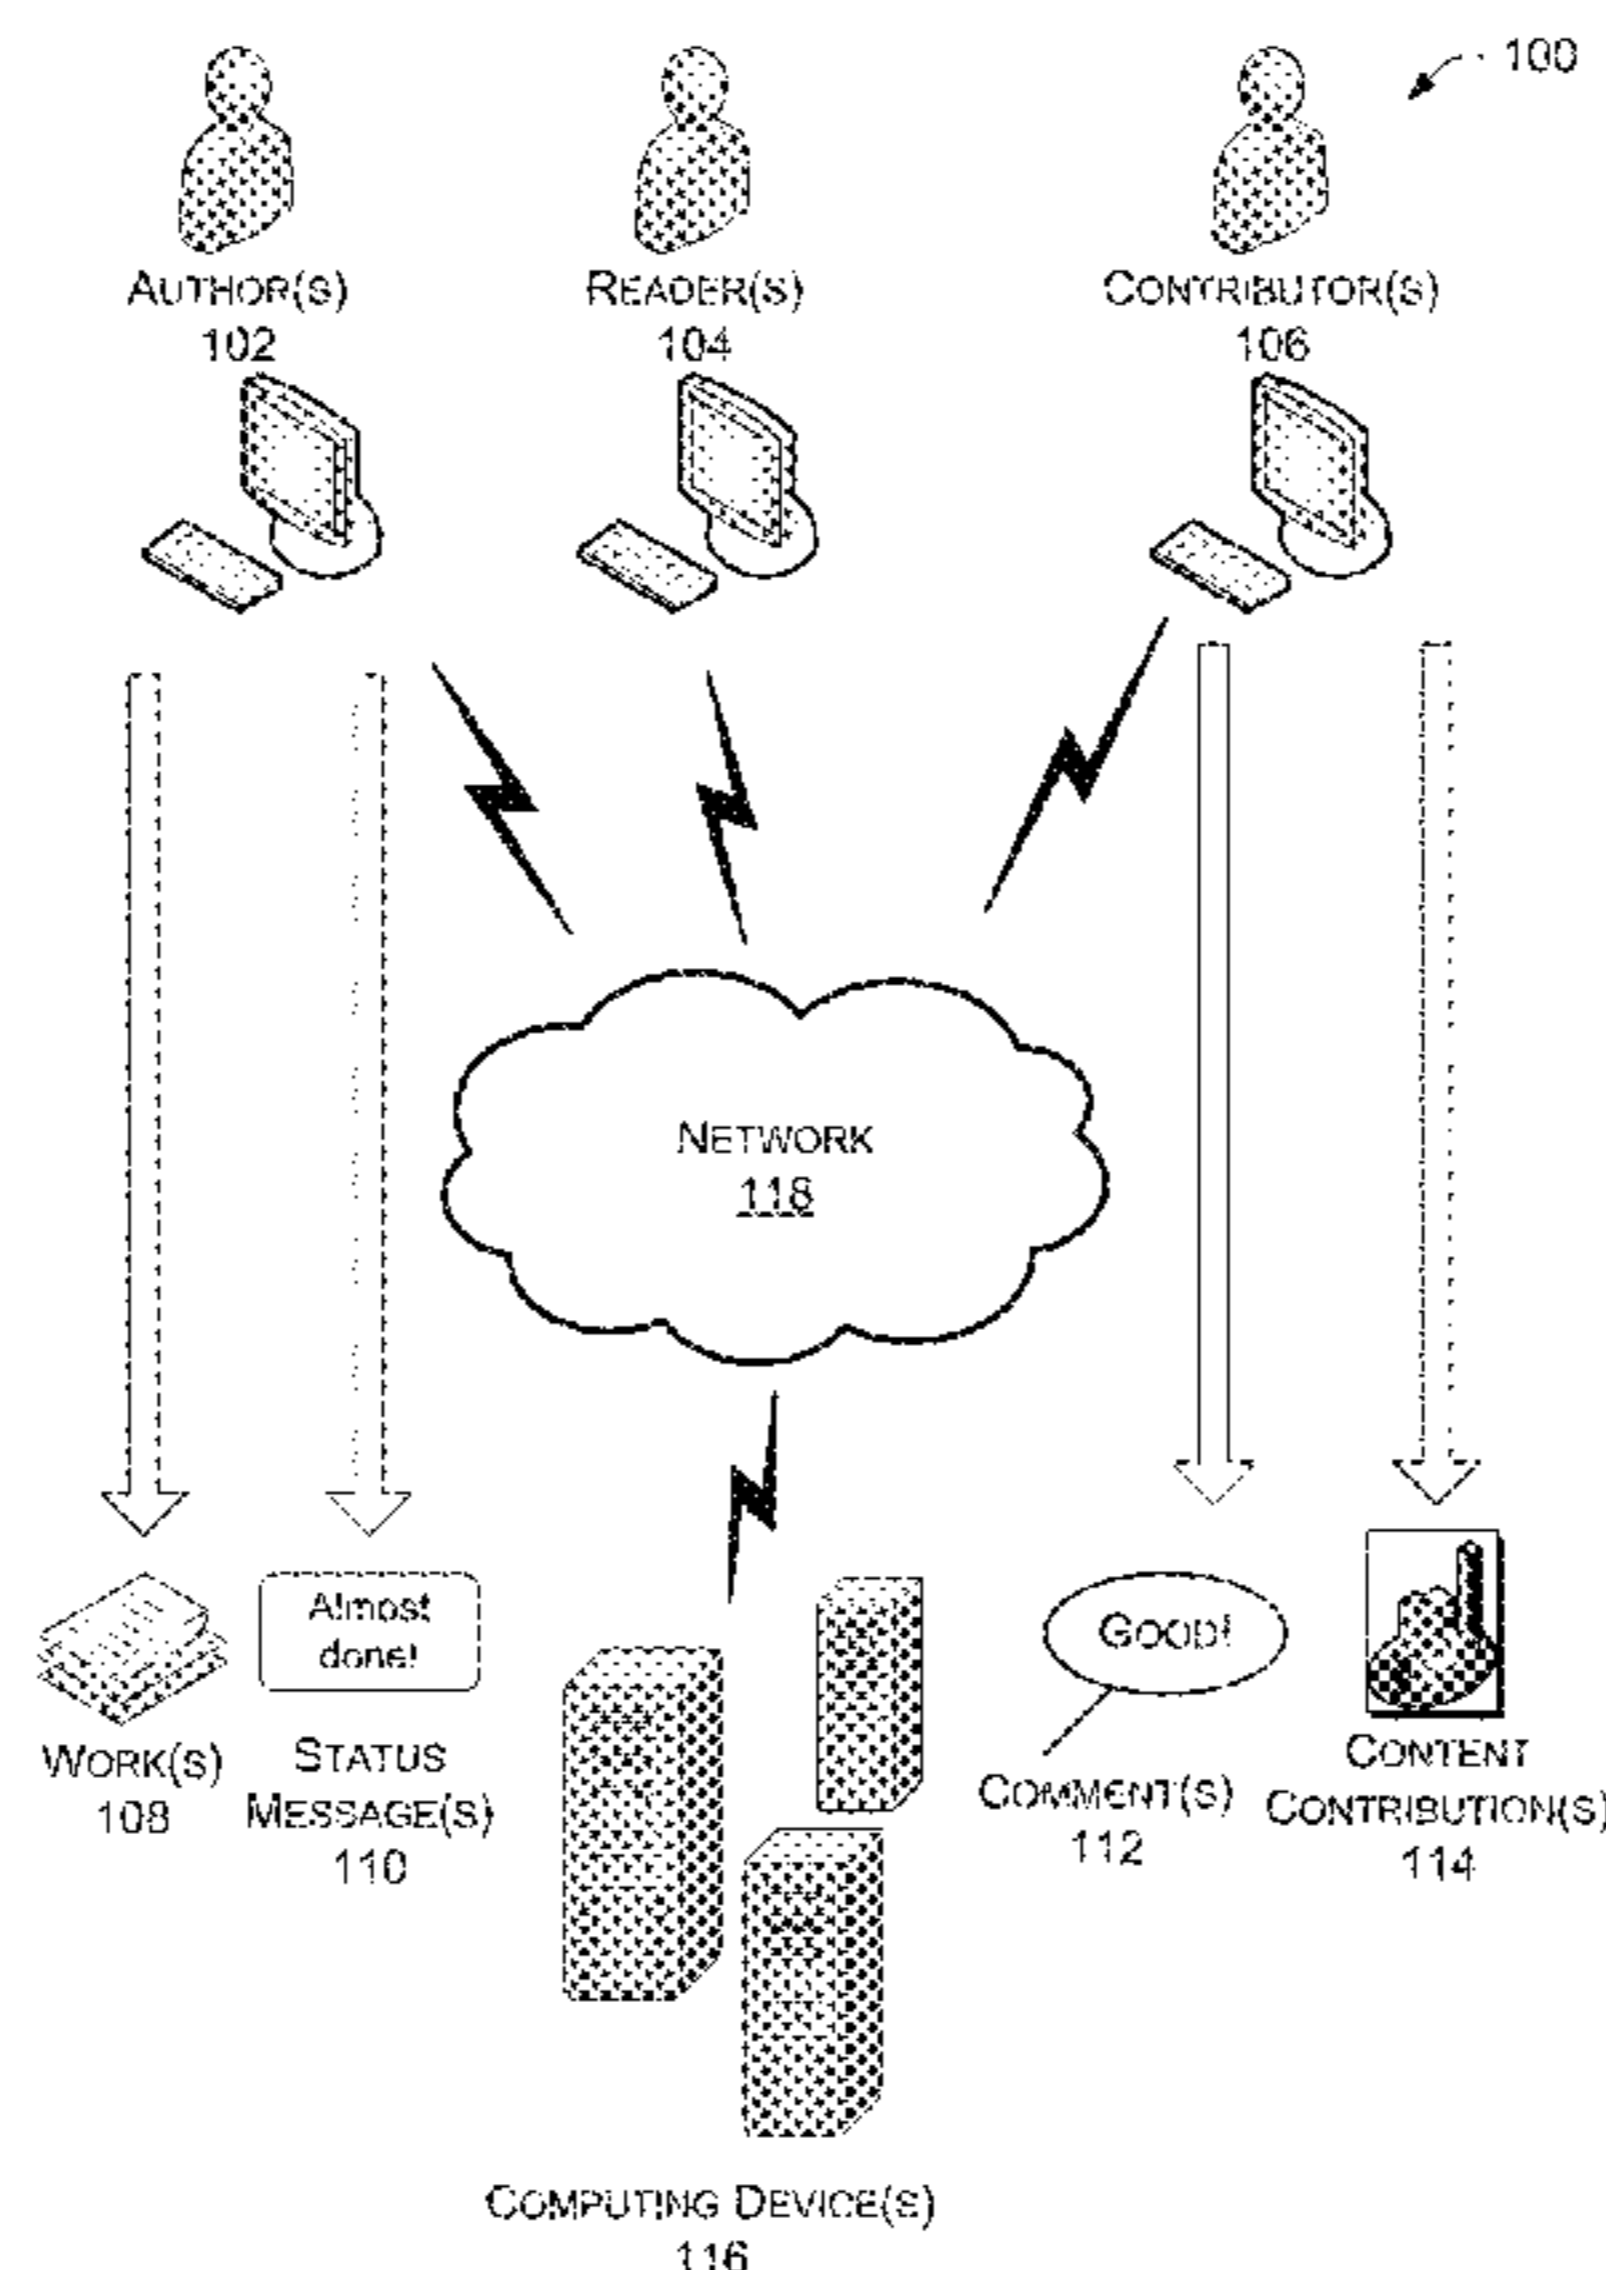 100
AUTHOR(S)
102
READER(S)
104
CONTRIBUTOR(S)
106
NETWORK
118
Almost
done!
GOOD!
WORK(S)
108
STATUS
MESSAGE(S)
110
COMMENT(S)
112
CONTENT
CONTRIBUTION(S)
114
COMPUTING DEVICE(S)
116